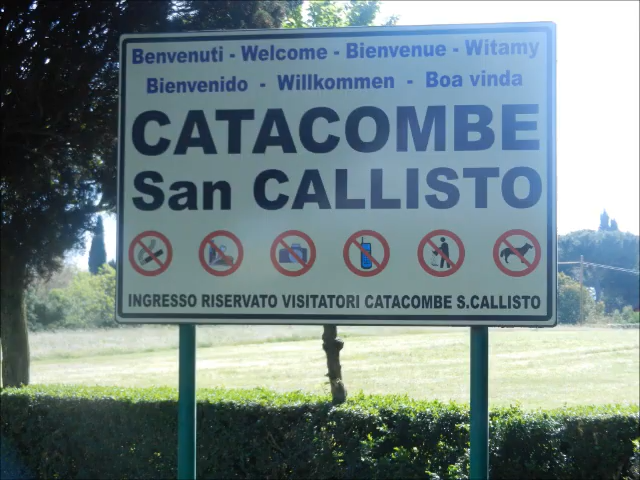 Benvenuti - Welcome - Bienvenue - Witamy
Bienvenido - Willkommen - Boa vinda
CATACOMBE
San CALLISTO
INGRESSO RISERVATO VISITATORI CATACOMBE S.CALLISTO